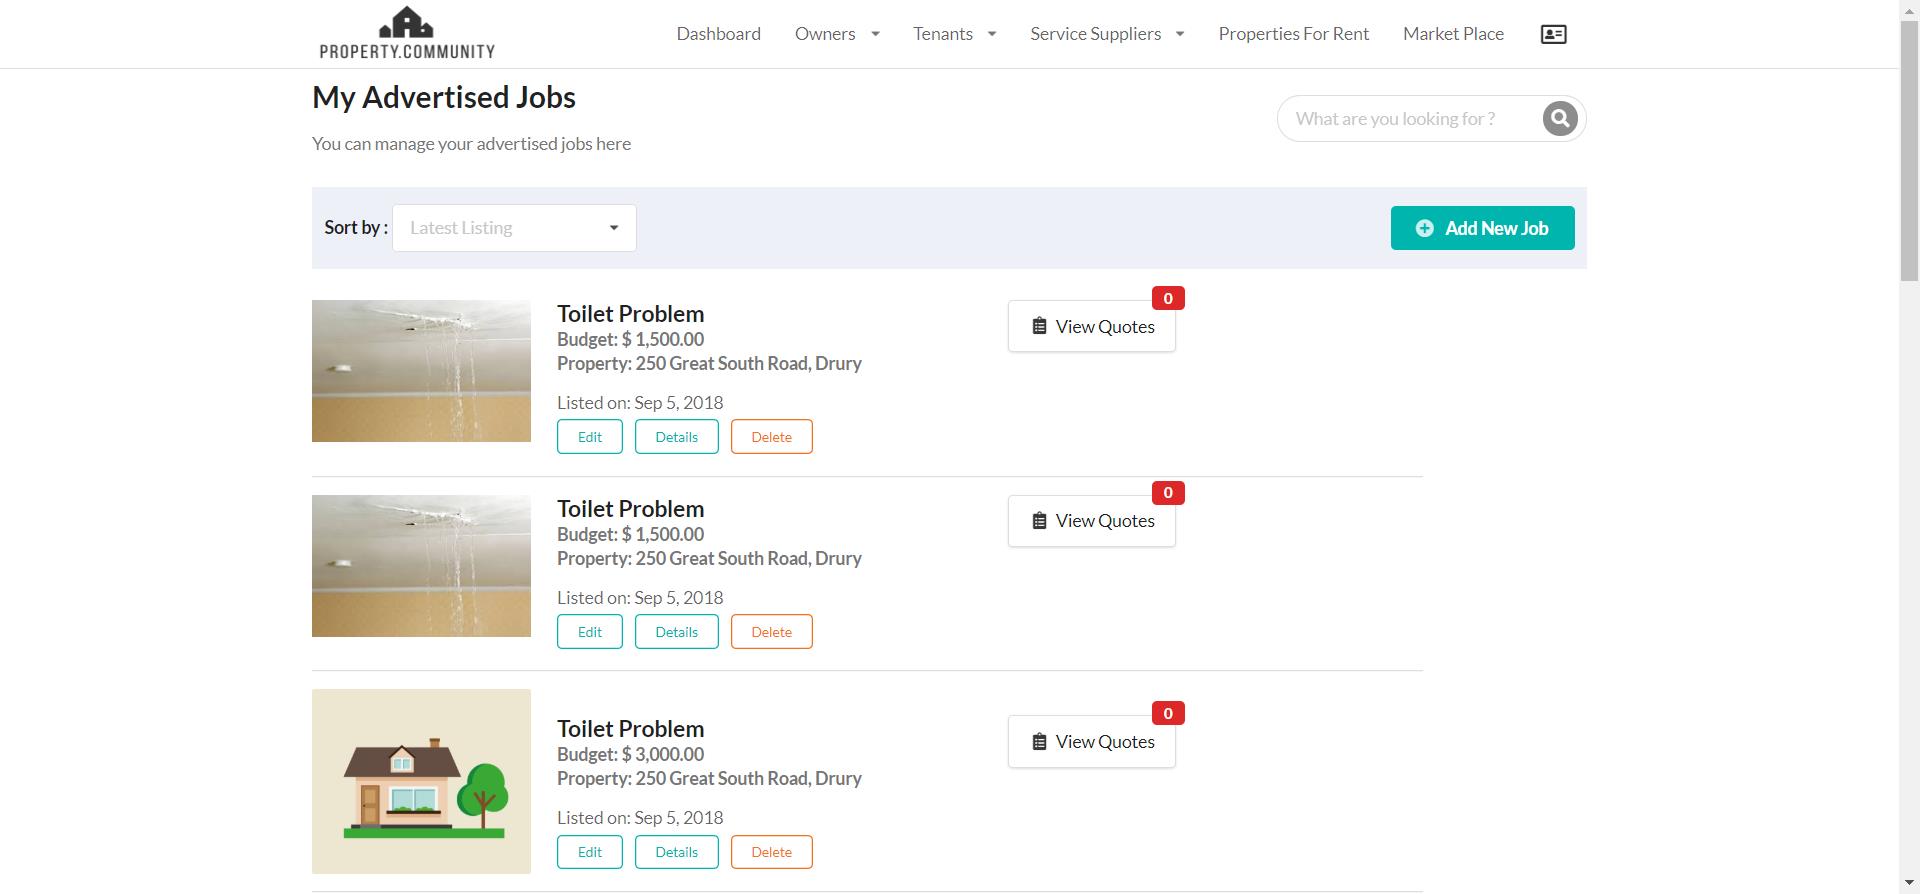 PROPERTY.COMMUNITY
Dashboard Owners Tenants Service Suppliers Properties For Rent Market Place
My Advertised Jobs
What are you looking for ?
You can manage your advertised jobs here
Sort by : Latest Listing
Add New Job
Toilet Problem
Budget: $ 1,500.00
Property: 250 Great South Road, Drury
Listed on: Sep 5, 2018
Edit Details Delete
0
View Quotes
Toilet Problem
Budget: $ 1,500.00
Property: 250 Great South Road, Drury
Listed on: Sep 5, 2018
Edit Details Delete
0
View Quotes
Toilet Problem
Budget: $ 3,000.00
Property: 250 Great South Road, Drury
Listed on: Sep 5, 2018
Edit Details Delete
0
View Quotes